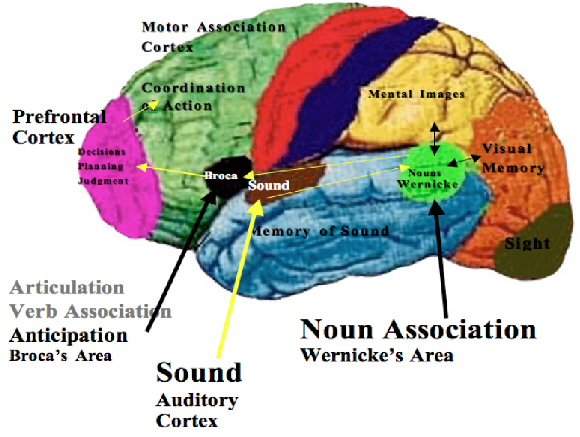 Motor Association
Cortex
Coordination
of Action
Mental Images
Prefrontal
Cortex
Decisions
Planning
Judgment
Broca
Sound
Nouns
Wernicke
Visual
Memory
Memory of Sound
Sight
Articulation
Verb Association
Anticipation
Broca's Area
Noun Association
Wernicke's Area
Sound
Auditory
Cortex